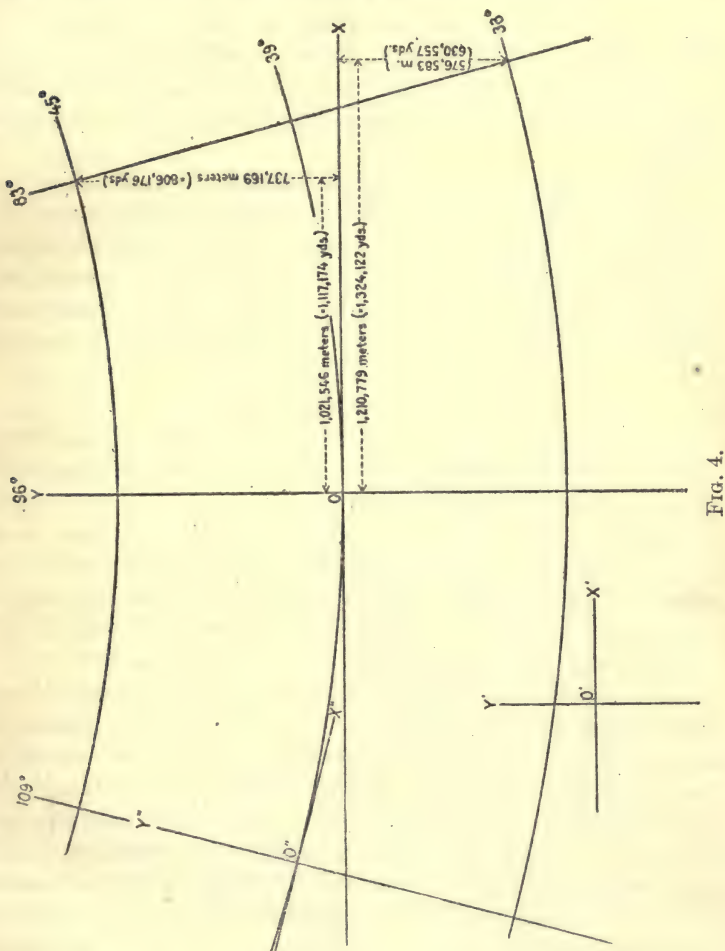 83°
45°
737,169 meters (=806,176 yds.)
39°
96°
Y
1,021,546 meters (=1,117,174 yds.)
O
X
1,210,779 meters (=1,324,122 yds.)
{576,583 m.
{630,557 yds.}
33°
109°
Y"
O"
X"
Y'
O'
X'
FIG. 4.